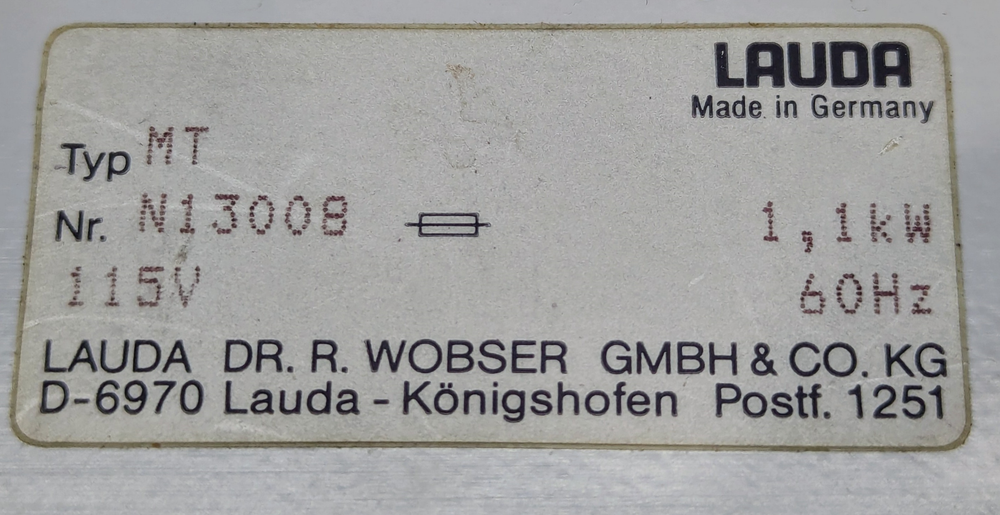 LAUDA
Made in Germany
Typ MT
Nr. N13008 1,1kW
115V 60Hz
LAUDA DR. R. WOBSER GMBH & CO. KG
D-6970 Lauda - Königshofen Postf. 1251